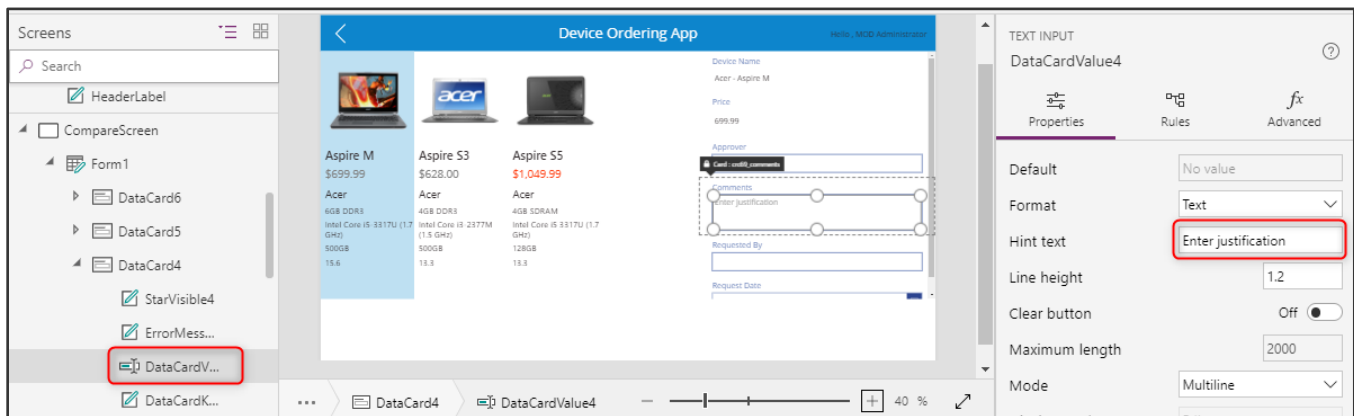 Screens
Search
HeaderLabel
CompareScreen
Form1
DataCard6
DataCard5
DataCard4
StarVisible4
ErrorMess...
DataCardV...
DataCardK...
Device Ordering App
Hello , MOD Administrator
acer
Aspire M
$699.99
Acer
6GB DDR3
Intel Core i5-3317U (1.7
GHz)
500GB
15.6
Aspire S3
$628.00
Acer
4GB DDR3
Intel Core i3-2377M
(1.5 GHz)
500GB
13.3
Aspire S5
$1,049.99
Acer
4GB SDRAM
Intel Core i5 3317U (1.7
GHz)
128GB
13.3
Device Name
Acer - Aspire M
Price
699.99
Approver
Card : crd69_comments
Comments
Enter justification
Requested By
Request Date
... DataCard4 DataCardValue4 40 %
TEXT INPUT
DataCardValue4
Properties Rules Advanced
Default No value
Format Text
Hint text Enter justification
Line height 1.2
Clear button Off
Maximum length 2000
Mode Multiline